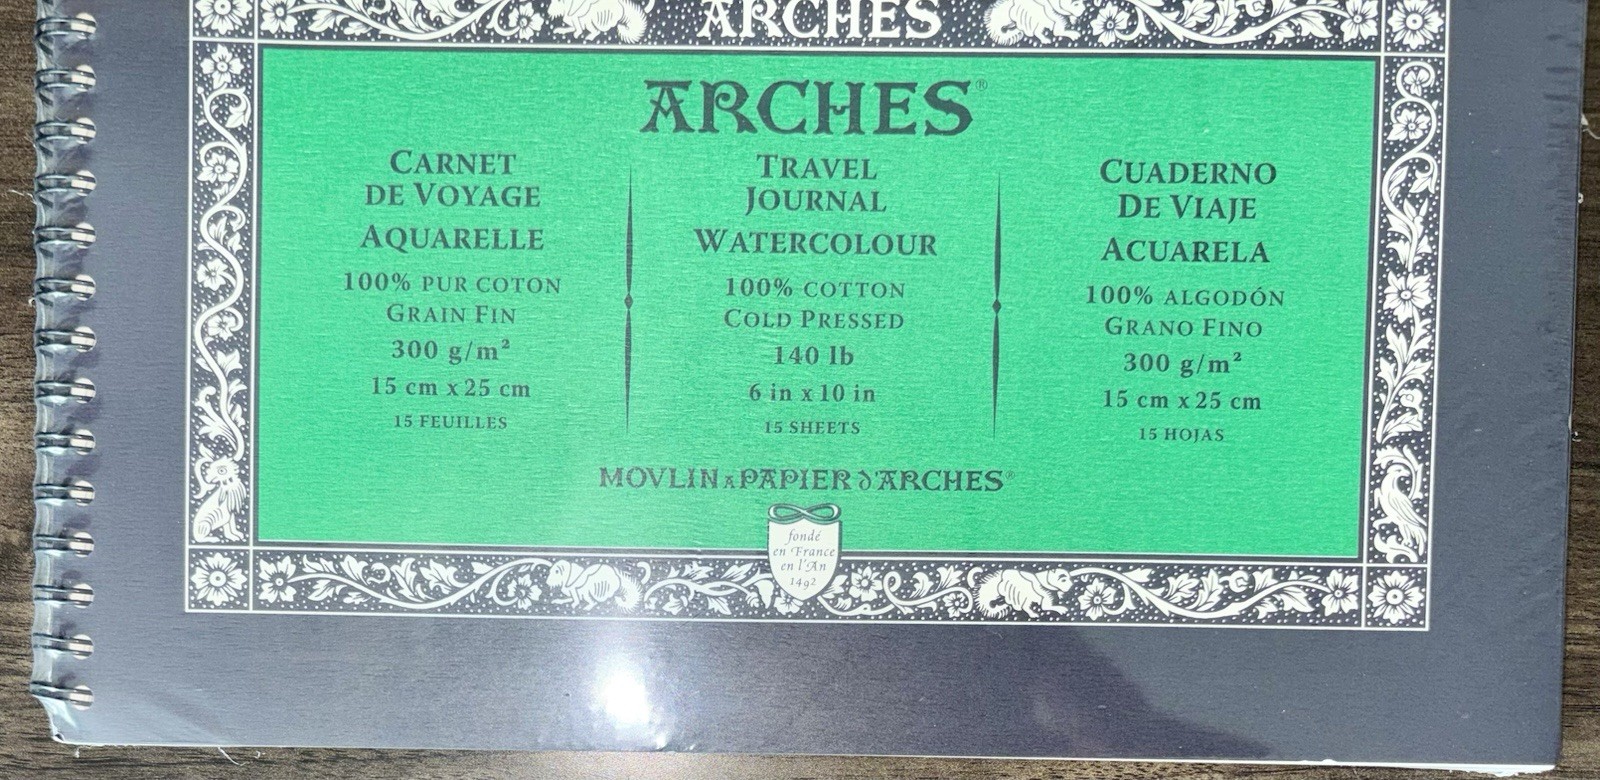 ARCHES
ARCHES®
CARNET
DE VOYAGE
AQUARELLE
100% PUR COTON
GRAIN FIN
300 g/m²
15 cm x 25 cm
15 FEUILLES
TRAVEL
JOURNAL
WATERCOLOUR
100% COTTON
COLD PRESSED
140 lb
6 in x 10 in
15 SHEETS
CUADERNO
DE VIAJE
ACUARELA
100% ALGODÓN
GRANO FINO
300 g/m²
15 cm x 25 cm
15 HOJAS
MOVLIN A PAPIER d'ARCHES®
fondé
en France
en l'An
1492